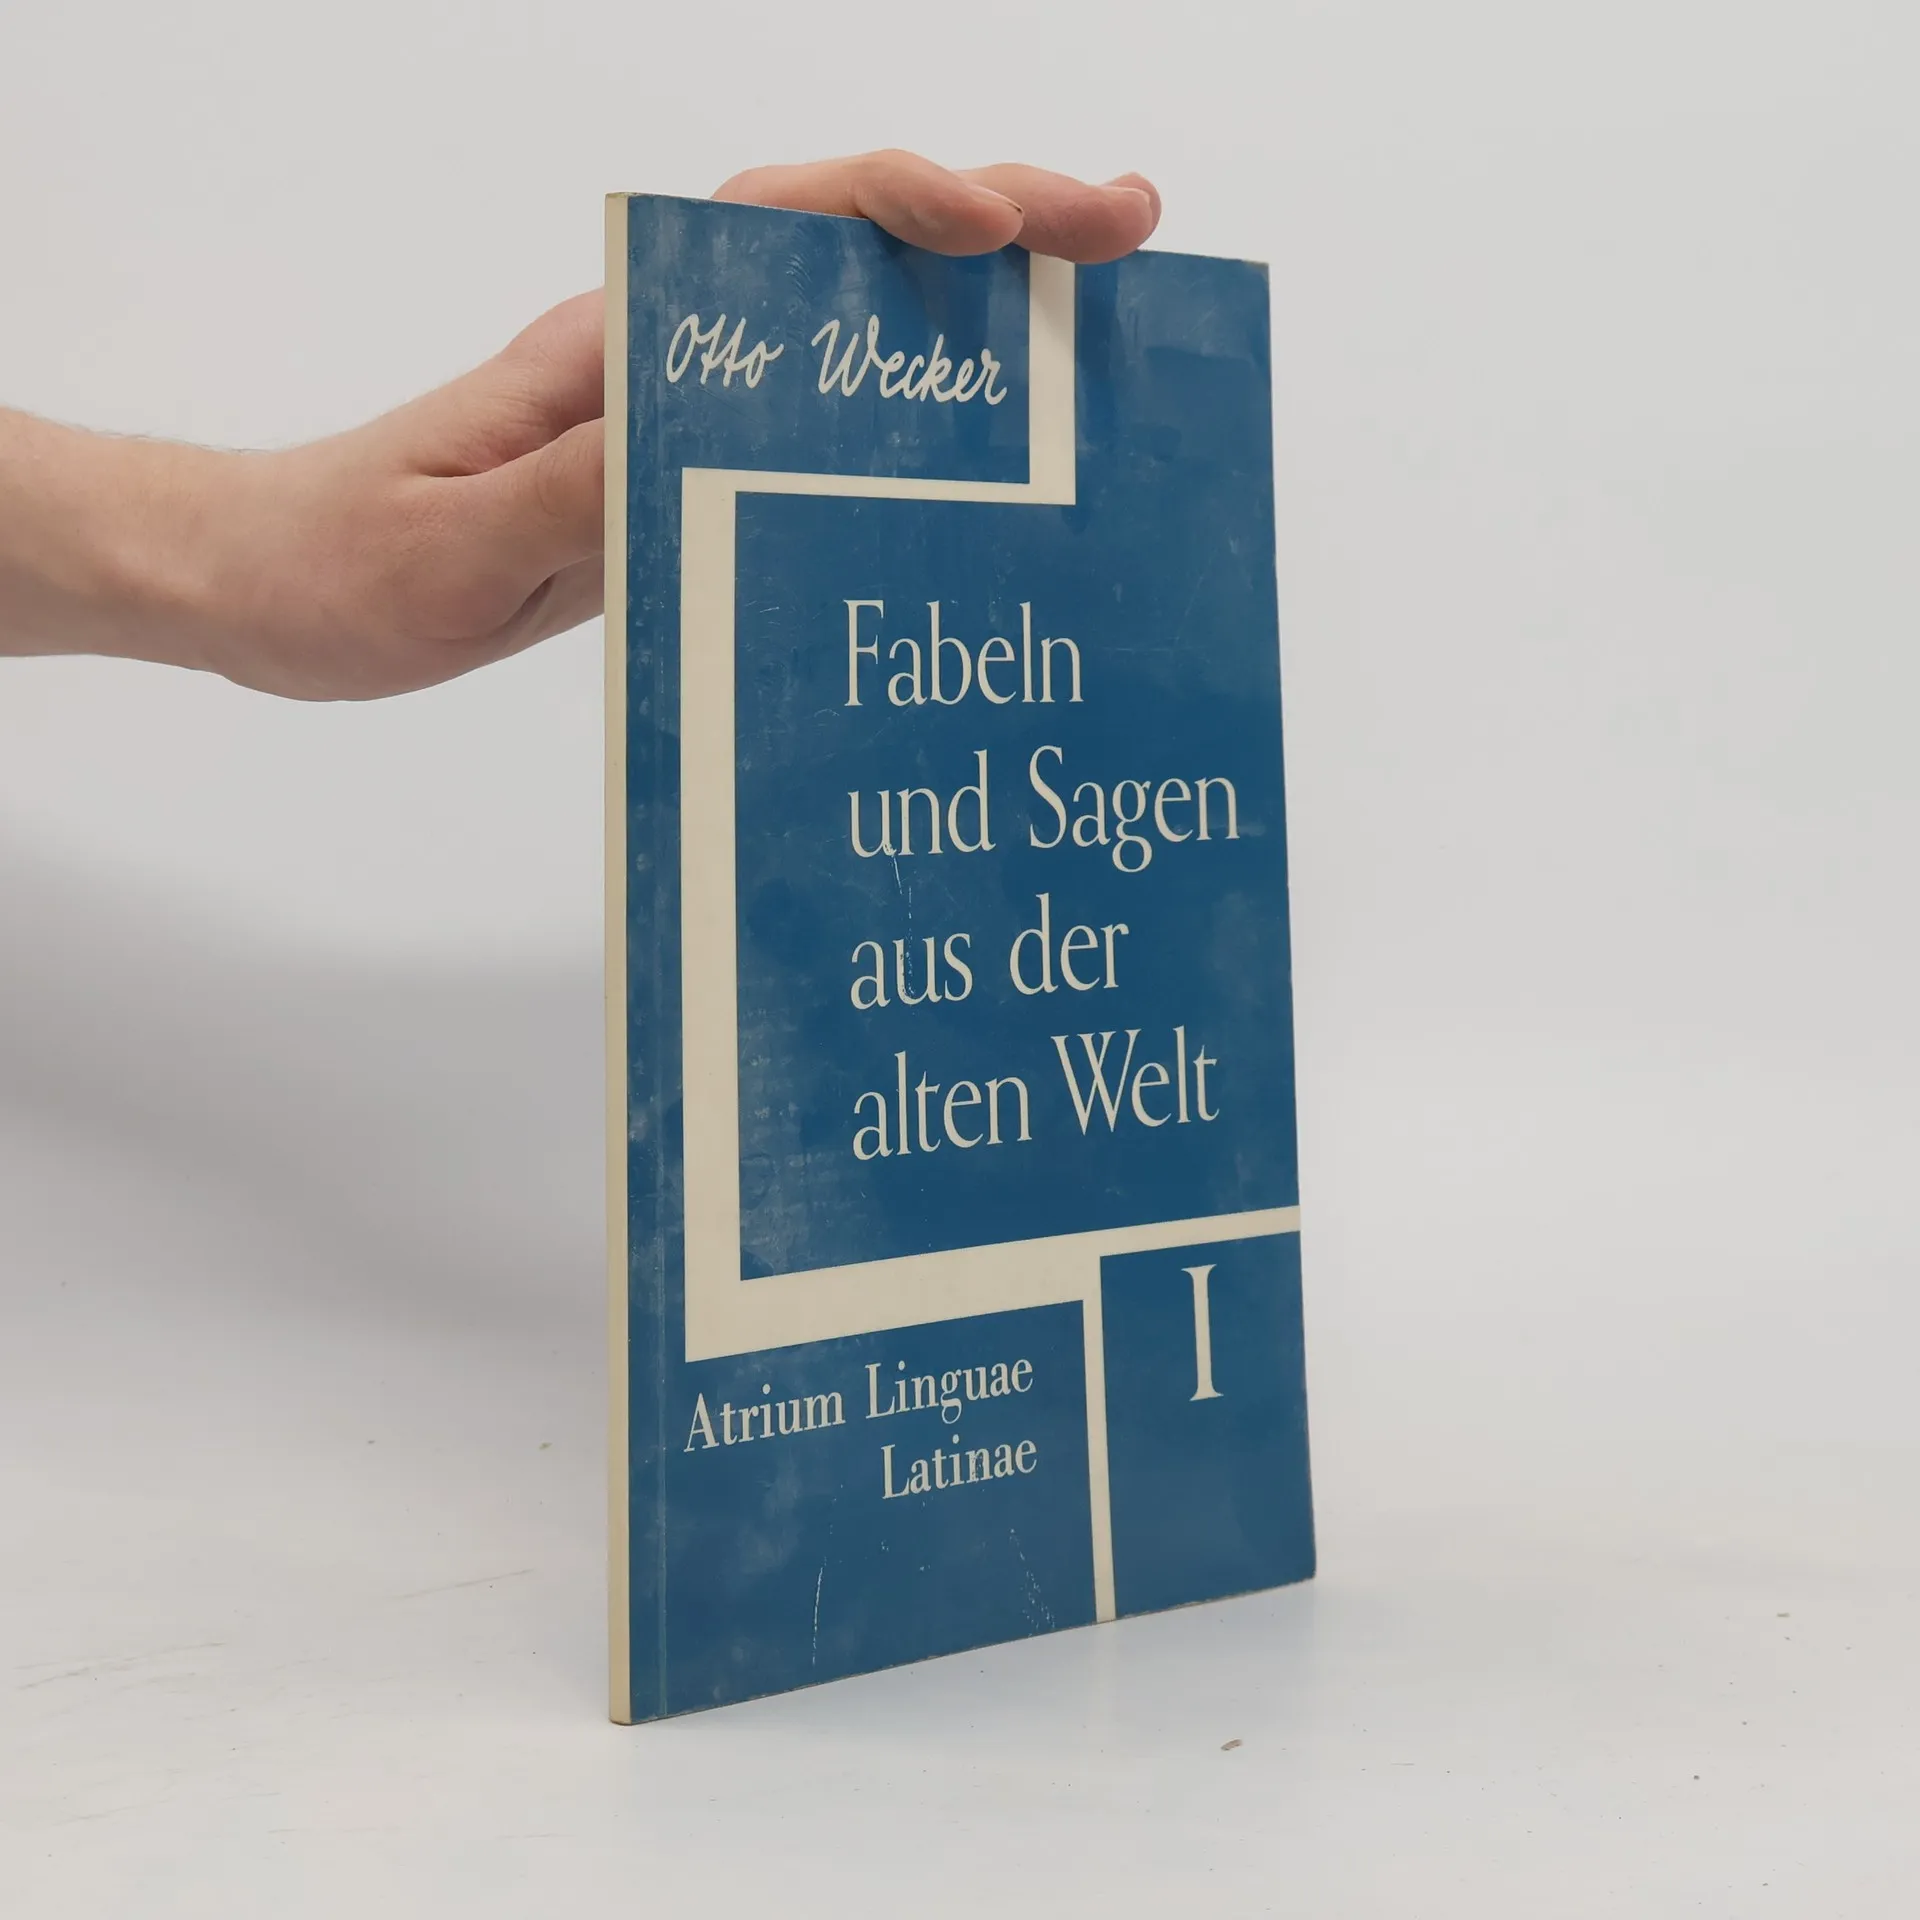 Otto Wecker
Fabeln
und Sagen
aus der
alten Welt
I
Atrium Linguae
Latinae